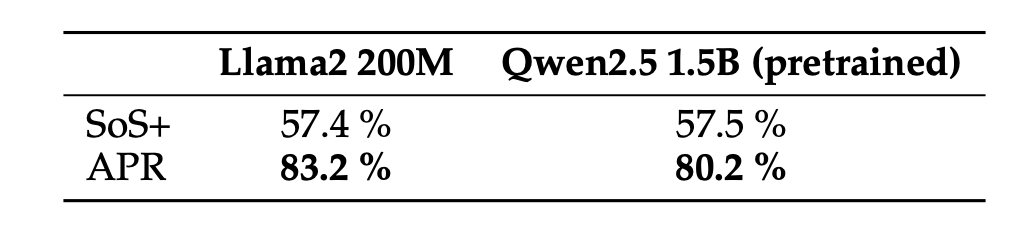 Llama2 200M Qwen2.5 1.5B (pretrained)
SoS+ 57.4 % 57.5 %
APR 83.2 % 80.2 %